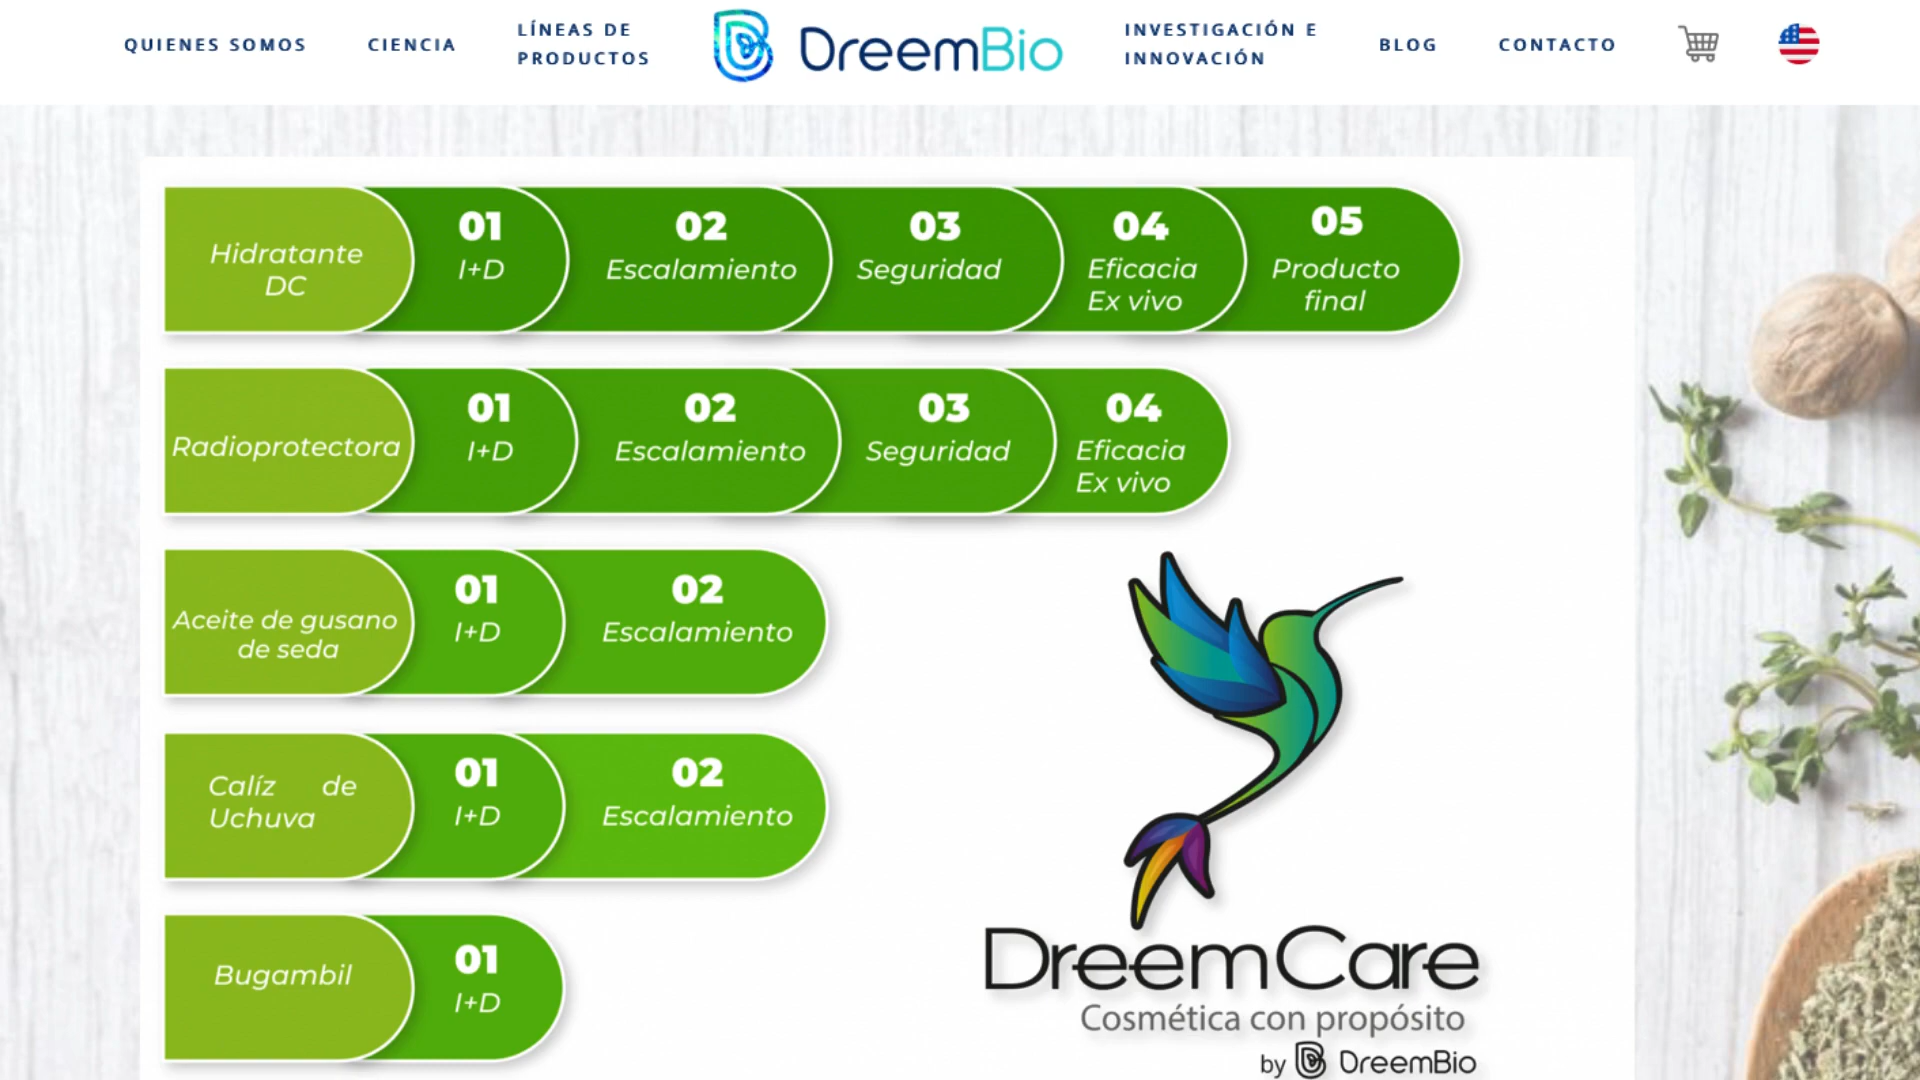 QUIENES SOMOS
CIENCIA
LÍNEAS DE
PRODUCTOS
DreemBio
INVESTIGACIÓN E
INNOVACIÓN
BLOG
CONTACTO
Hidratante
DC
01
I+D
02
Escalamiento
03
Seguridad
04
Eficacia
Ex vivo
05
Producto
final
Radioprotectora
01
I+D
02
Escalamiento
03
Seguridad
04
Eficacia
Ex vivo
Aceite de gusano
de seda
01
I+D
02
Escalamiento
Calíz de
Uchuva
01
I+D
02
Escalamiento
Bugambil
01
I+D
DreemCare
Cosmética con propósito
by DreemBio